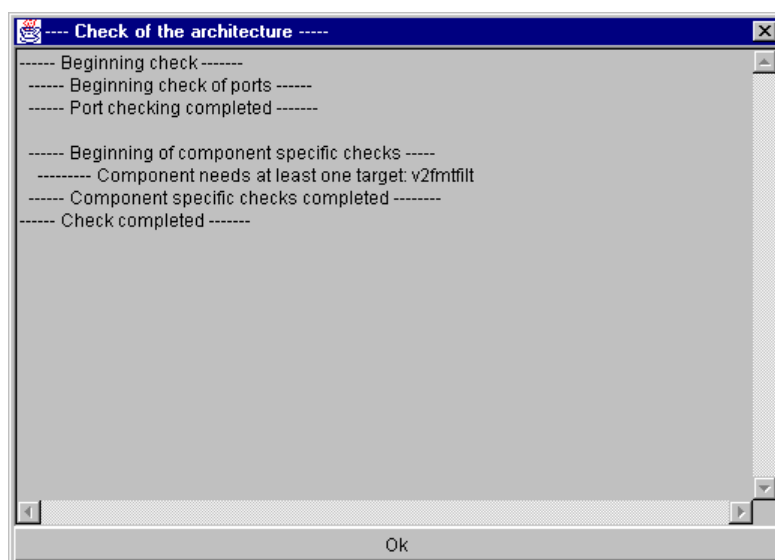 ---- Check of the architecture -----
------ Beginning check -------
------ Beginning check of ports ------
------ Port checking completed -------
------ Beginning of component specific checks -----
--------- Component needs at least one target: v2fmtfilt
------ Component specific checks completed --------
------ Check completed -------
Ok